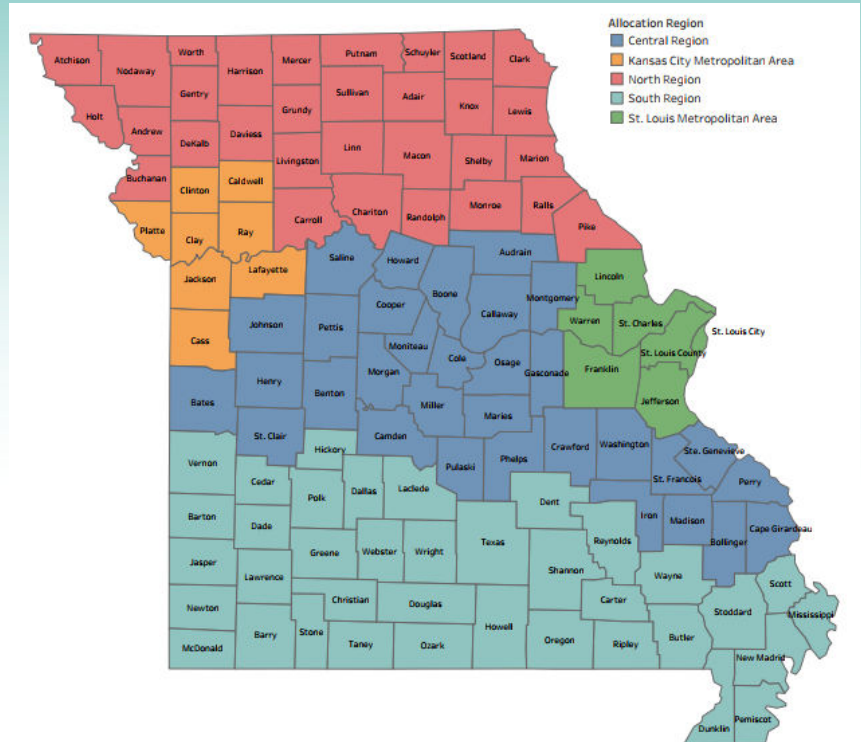 Allocation Region
Central Region
Kansas City Metropolitan Area
North Region
South Region
St. Louis Metropolitan Area
Atchison
Nodaway
Worth
Harrison
Mercer
Putnam
Schuyler
Scotland
Clark
Gentry
Holt
Andrew
DeKalb
Daviess
Grundy
Sullivan
Adair
Knox
Lewis
Buchanan
Livingston
Linn
Macon
Shelby
Marion
Clinton
Caldwell
Platte
Clay
Ray
Carroll
Chariton
Randolph
Monroe
Ralls
Pike
Jackson
Lafayette
Saline
Howard
Audrain
Boone
Callaway
Montgomery
Lincoln
Warren
St. Charles
St. Louis City
St. Louis County
Cass
Johnson
Pettis
Cooper
Moniteau
Cole
Osage
Gasconade
Franklin
Jefferson
Bates
Henry
Benton
Morgan
Miller
Maries
St. Clair
Camden
Pulaski
Phelps
Crawford
Washington
Ste. Genevieve
St. Francois
Perry
Vernon
Hickory
Cedar
Polk
Dallas
Laclede
Dent
Iron
Madison
Bollinger
Cape Girardeau
Barton
Dade
Greene
Webster
Wright
Texas
Reynolds
Jasper
Lawrence
Shannon
Wayne
Scott
Mississippi
Newton
Christian
Douglas
Carter
Stoddard
McDonald
Barry
Stone
Taney
Ozark
Howell
Oregon
Ripley
Butler
New Madrid
Dunklin
Pemiscot